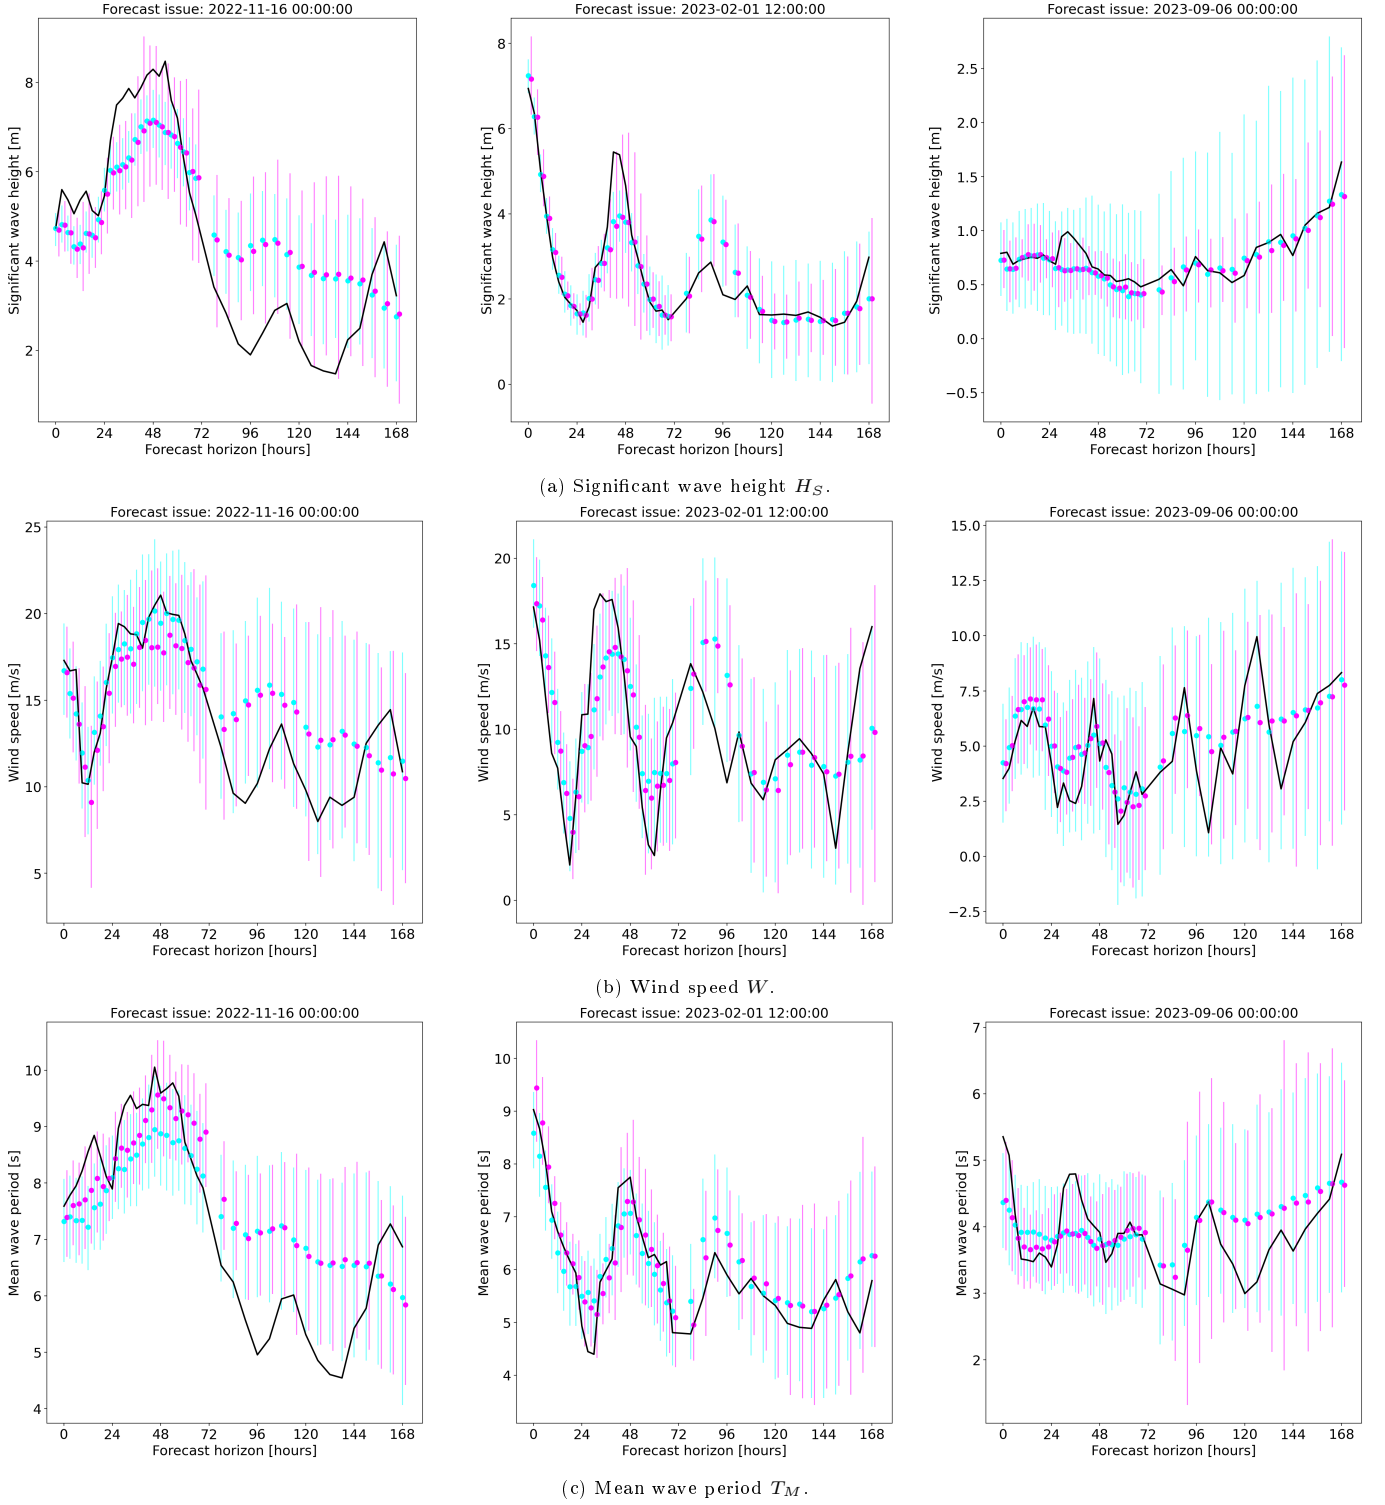 Forecast issue: 2022-11-16 00:00:00
Significant wave height [m]
8
6
4
2
0 24 48 72 96 120 144 168
Forecast horizon [hours]
Forecast issue: 2023-02-01 12:00:00
Significant wave height [m]
8
6
4
2
0
0 24 48 72 96 120 144 168
Forecast horizon [hours]
Forecast issue: 2023-09-06 00:00:00
Significant wave height [m]
2.5
2.0
1.5
1.0
0.5
0.0
−0.5
0 24 48 72 96 120 144 168
Forecast horizon [hours]
(a) Significant wave height H_S.
Forecast issue: 2022-11-16 00:00:00
Wind speed [m/s]
25
20
15
10
5
0 24 48 72 96 120 144 168
Forecast horizon [hours]
Forecast issue: 2023-02-01 12:00:00
Wind speed [m/s]
20
15
10
5
0
0 24 48 72 96 120 144 168
Forecast horizon [hours]
Forecast issue: 2023-09-06 00:00:00
Wind speed [m/s]
15.0
12.5
10.0
7.5
5.0
2.5
0.0
−2.5
0 24 48 72 96 120 144 168
Forecast horizon [hours]
(b) Wind speed W.
Forecast issue: 2022-11-16 00:00:00
Mean wave period [s]
10
9
8
7
6
5
4
0 24 48 72 96 120 144 168
Forecast horizon [hours]
Forecast issue: 2023-02-01 12:00:00
Mean wave period [s]
10
9
8
7
6
5
4
0 24 48 72 96 120 144 168
Forecast horizon [hours]
Forecast issue: 2023-09-06 00:00:00
Mean wave period [s]
7
6
5
4
3
2
0 24 48 72 96 120 144 168
Forecast horizon [hours]
(c) Mean wave period T_M.